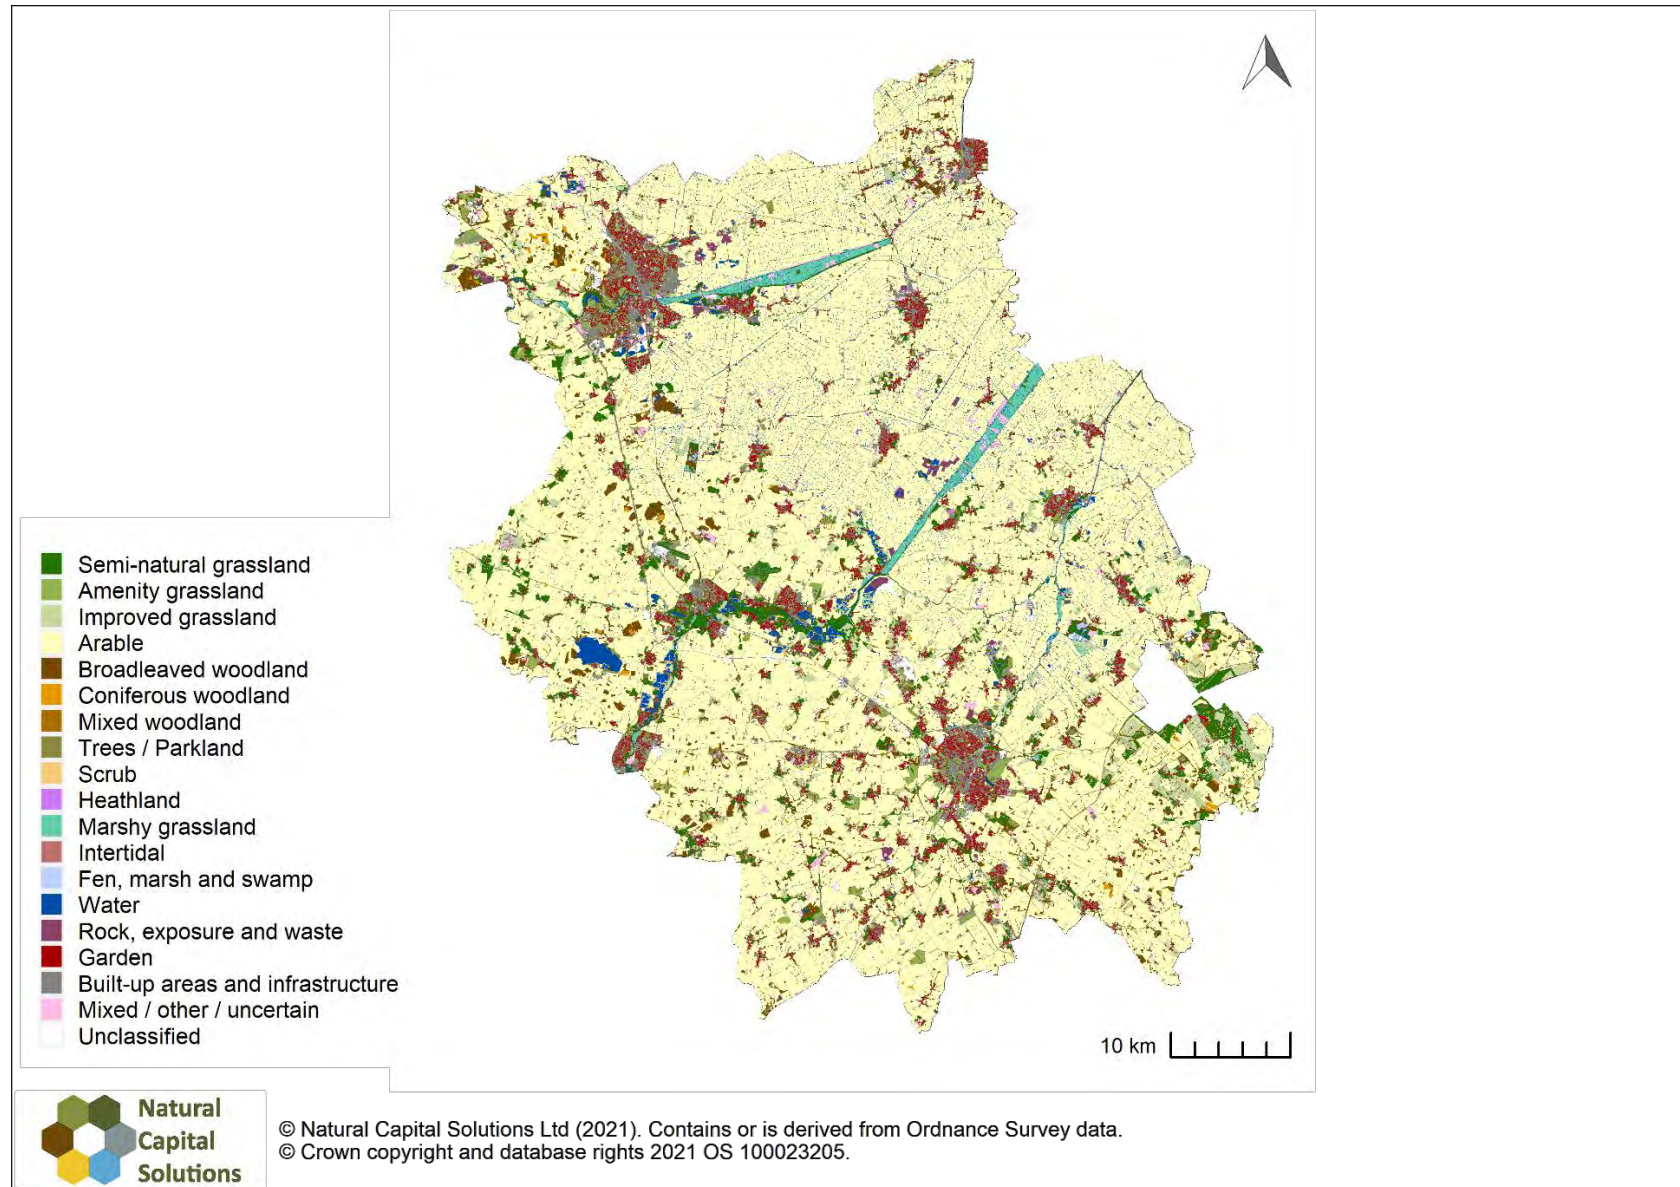 Semi-natural grassland
Amenity grassland
Improved grassland
Arable
Broadleaved woodland
Coniferous woodland
Mixed woodland
Trees / Parkland
Scrub
Heathland
Marshy grassland
Intertidal
Fen, marsh and swamp
Water
Rock, exposure and waste
Garden
Built-up areas and infrastructure
Mixed / other / uncertain
Unclassified
10 km
Natural
Capital
Solutions
© Natural Capital Solutions Ltd (2021). Contains or is derived from Ordnance Survey data.
© Crown copyright and database rights 2021 OS 100023205.